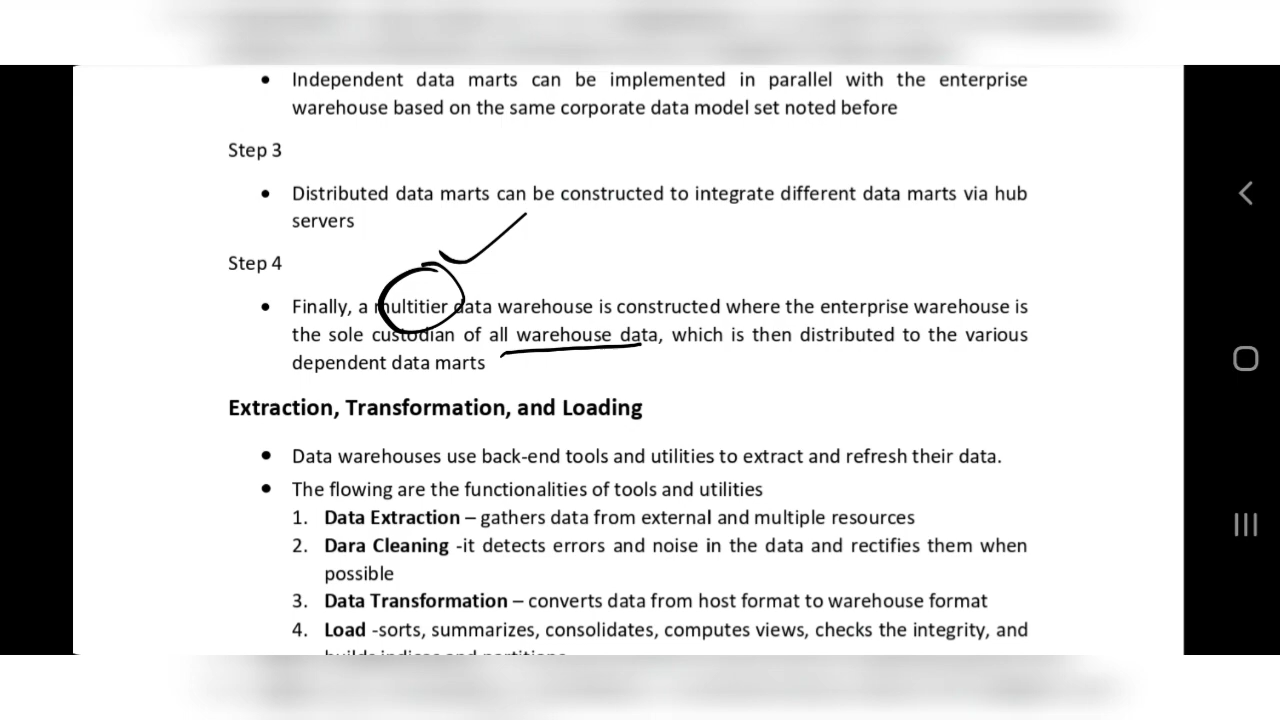 Independent data marts can be implemented in parallel with the enterprise
warehouse based on the same corporate data model set noted before
Step 3
Distributed data marts can be constructed to integrate different data marts via hub
servers
Step 4
Finally, a multitier data warehouse is constructed where the enterprise warehouse is
the sole custodian of all warehouse data, which is then distributed to the various
dependent data marts
Extraction, Transformation, and Loading
Data warehouses use back-end tools and utilities to extract and refresh their data.
The flowing are the functionalities of tools and utilities
1. Data Extraction – gathers data from external and multiple resources
2. Dara Cleaning -it detects errors and noise in the data and rectifies them when
possible
3. Data Transformation – converts data from host format to warehouse format
4. Load -sorts, summarizes, consolidates, computes views, checks the integrity, and